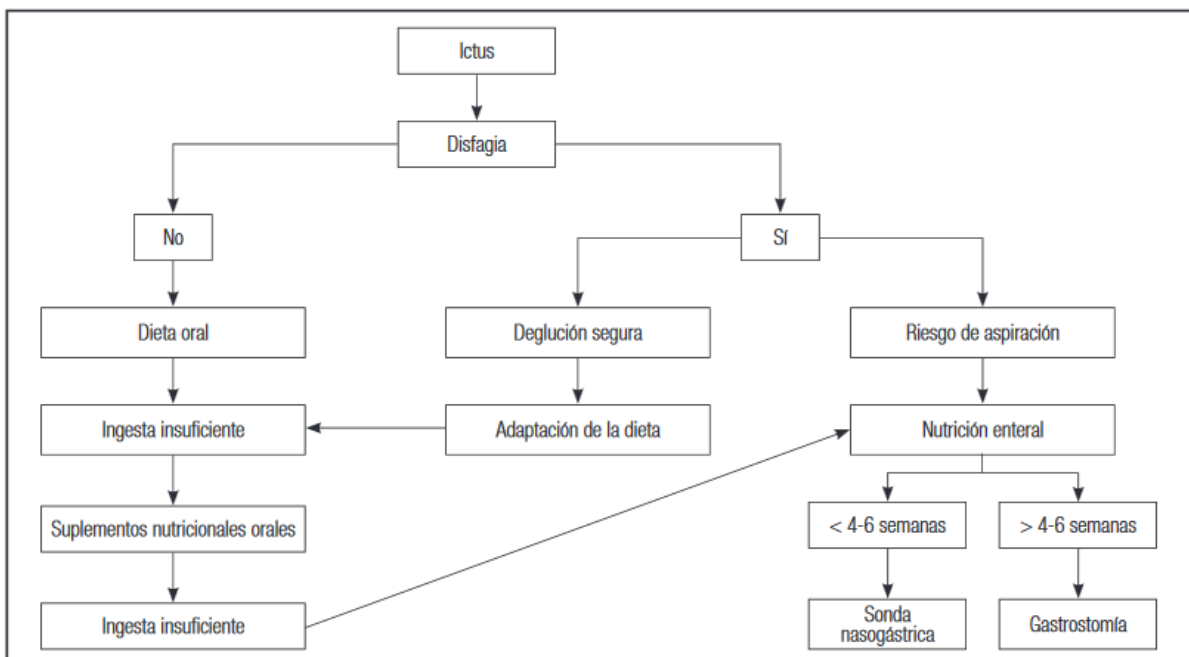 Ictus
Disfagia
No
Sí
Dieta oral
Deglución segura
Riesgo de aspiración
Ingesta insuficiente
Adaptación de la dieta
Nutrición enteral
Suplementos nutricionales orales
< 4-6 semanas
> 4-6 semanas
Ingesta insuficiente
Sonda
nasogástrica
Gastrostomía